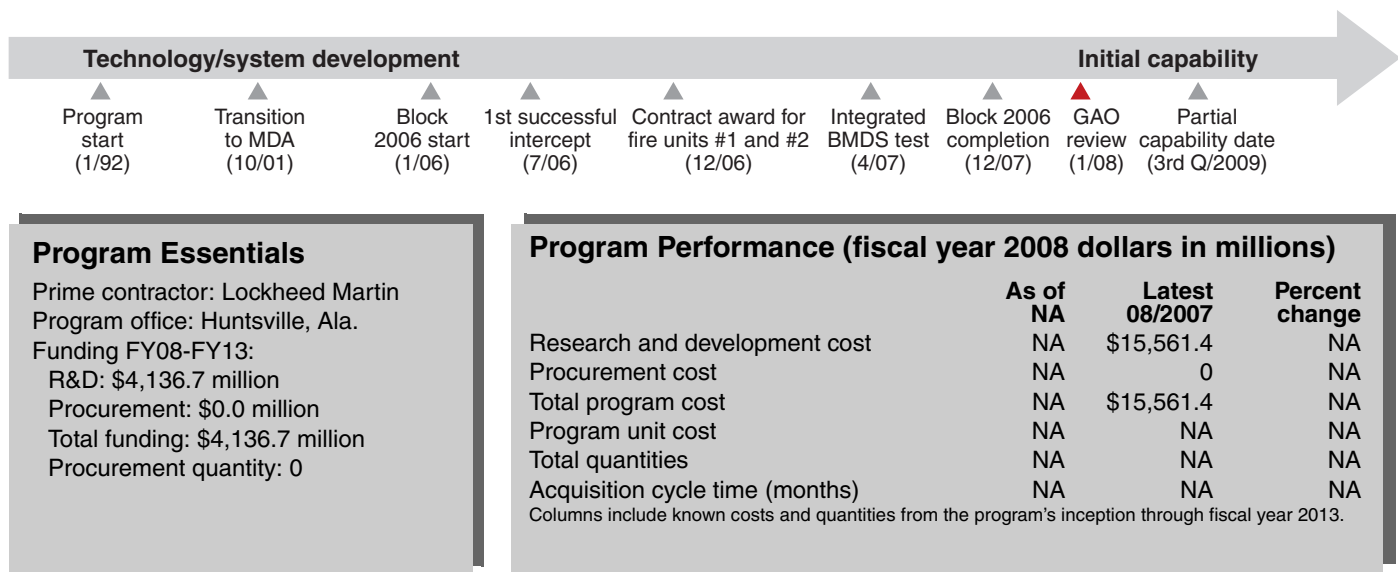 Technology/system development
Initial capability
Program
start
(1/92)
Transition
to MDA
(10/01)
Block
2006 start
(1/06)
1st successful
intercept
(7/06)
Contract award for
fire units #1 and #2
(12/06)
Integrated
BMDS test
(4/07)
Block 2006
completion
(12/07)
GAO
review
(1/08)
Partial
capability date
(3rd Q/2009)
Program Essentials
Prime contractor: Lockheed Martin
Program office: Huntsville, Ala.
Funding FY08-FY13:
R&D: $4,136.7 million
Procurement: $0.0 million
Total funding: $4,136.7 million
Procurement quantity: 0
Program Performance (fiscal year 2008 dollars in millions)
As of Latest Percent
NA 08/2007 change
Research and development cost NA $15,561.4 NA
Procurement cost NA 0 NA
Total program cost NA $15,561.4 NA
Program unit cost NA NA NA
Total quantities NA NA NA
Acquisition cycle time (months) NA NA NA
Columns include known costs and quantities from the program's inception through fiscal year 2013.